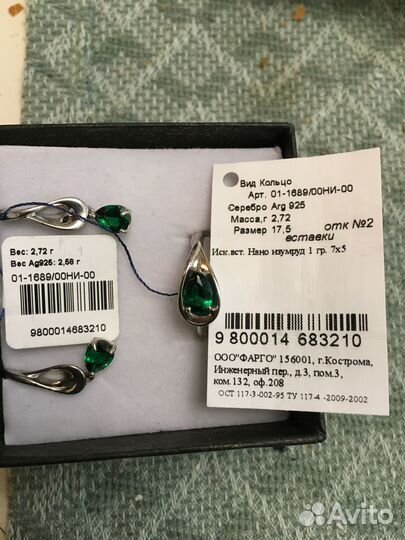 Вес: 2,72 г
Вес Ag925: 2,58 г
01-1689/00НИ-00
9800014683210
Вид Кольцо
Арт. 01-1689/00НИ-00
Серебро Arg 925
Масса,г 2,72
Размер 17,5
отк №2
вставки
Иск.вст. Нано изумруд 1 гр. 7х5
9 800014 683210
ООО"ФАРГО" 156001, г.Кострома,
Инженерный пер., д.3, пом.3,
ком.132, оф.208
ОСТ 117-3-002-95 ТУ 117-4 -2009-2002
Avito